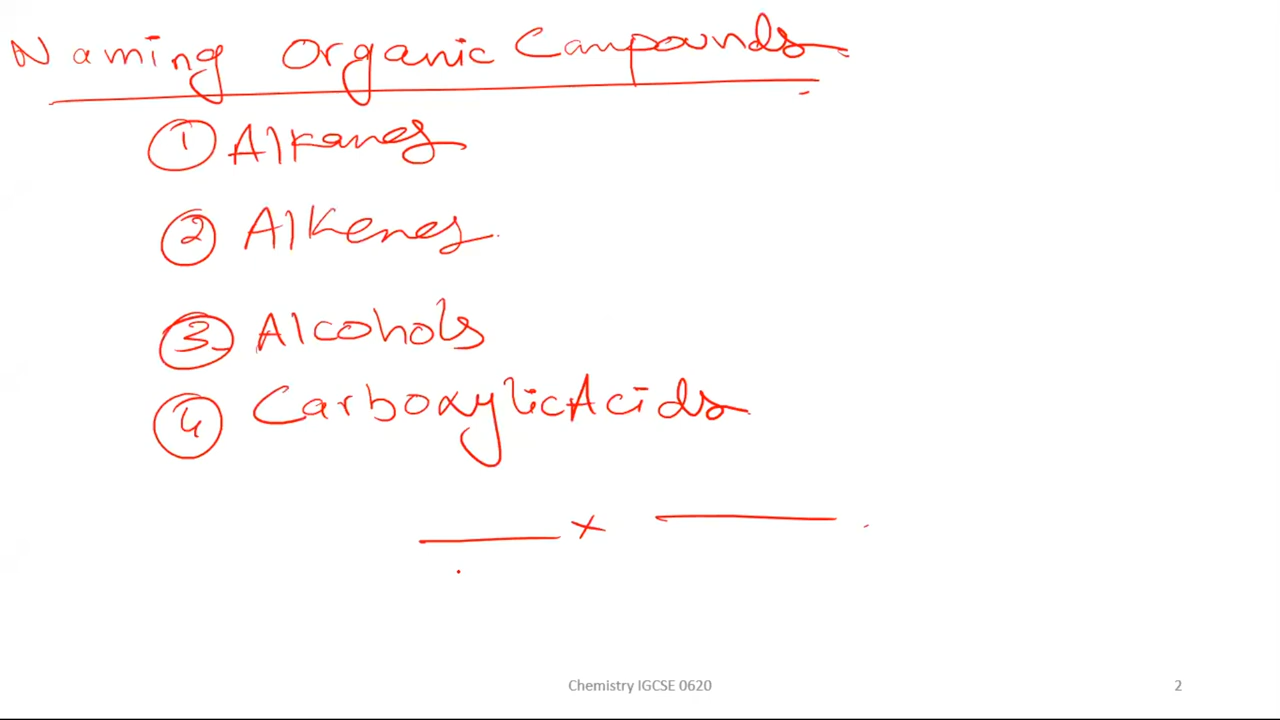 Naming Organic Compounds
① Alkanes
② Alkenes
③ Alcohols
④ Carboxylic Acids
x
Chemistry IGCSE 0620
2